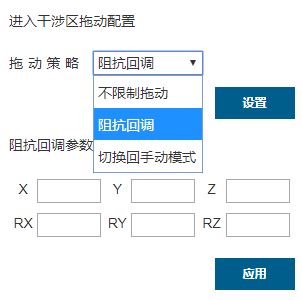 进入干涉区拖动配置
拖 动 策 略 阻抗回调
不限制拖动
设置
阻抗回调
阻抗回调参数
切换回手动模式
X Y Z
RX RY RZ
应用